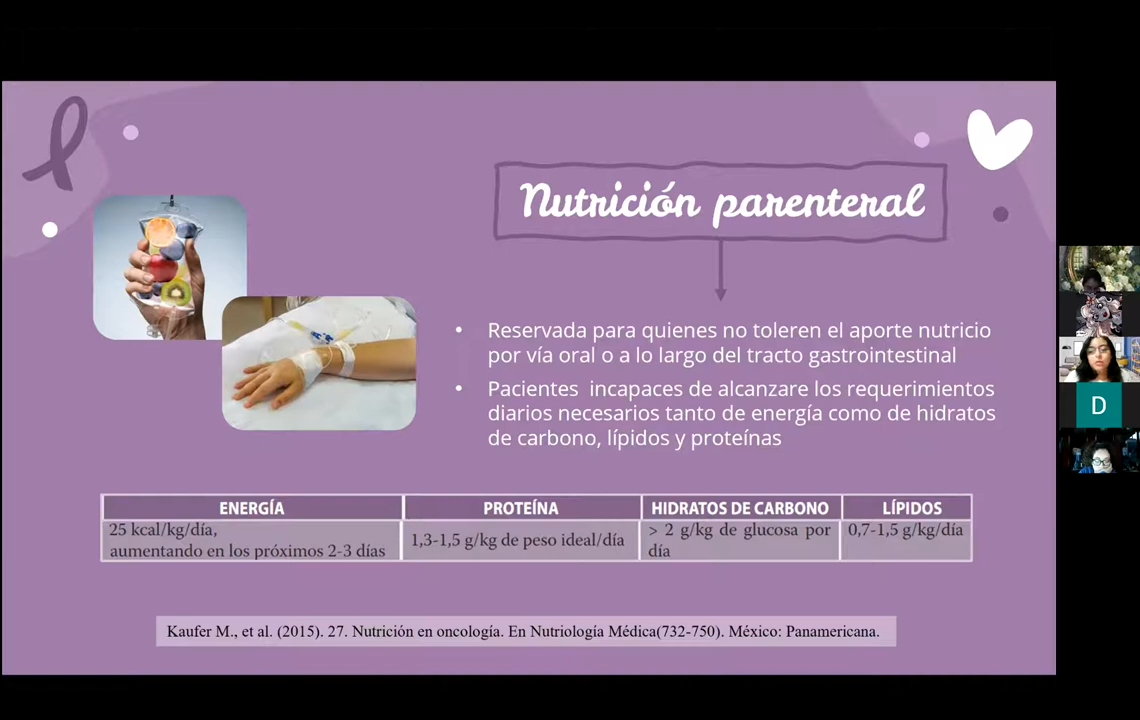 Nutrición parenteral
• Reservada para quienes no toleren el aporte nutricio
por vía oral o a lo largo del tracto gastrointestinal
• Pacientes incapaces de alcanzare los requerimientos
diarios necesarios tanto de energía como de hidratos
de carbono, lípidos y proteínas
ENERGÍA
PROTEÍNA
HIDRATOS DE CARBONO
LÍPIDOS
25 kcal/kg/día,
aumentando en los próximos 2-3 días
1,3-1,5 g/kg de peso ideal/día
> 2 g/kg de glucosa por
día
0,7-1,5 g/kg/día
Kaufer M., et al. (2015). 27. Nutrición en oncología. En Nutriología Médica(732-750). México: Panamericana.
D